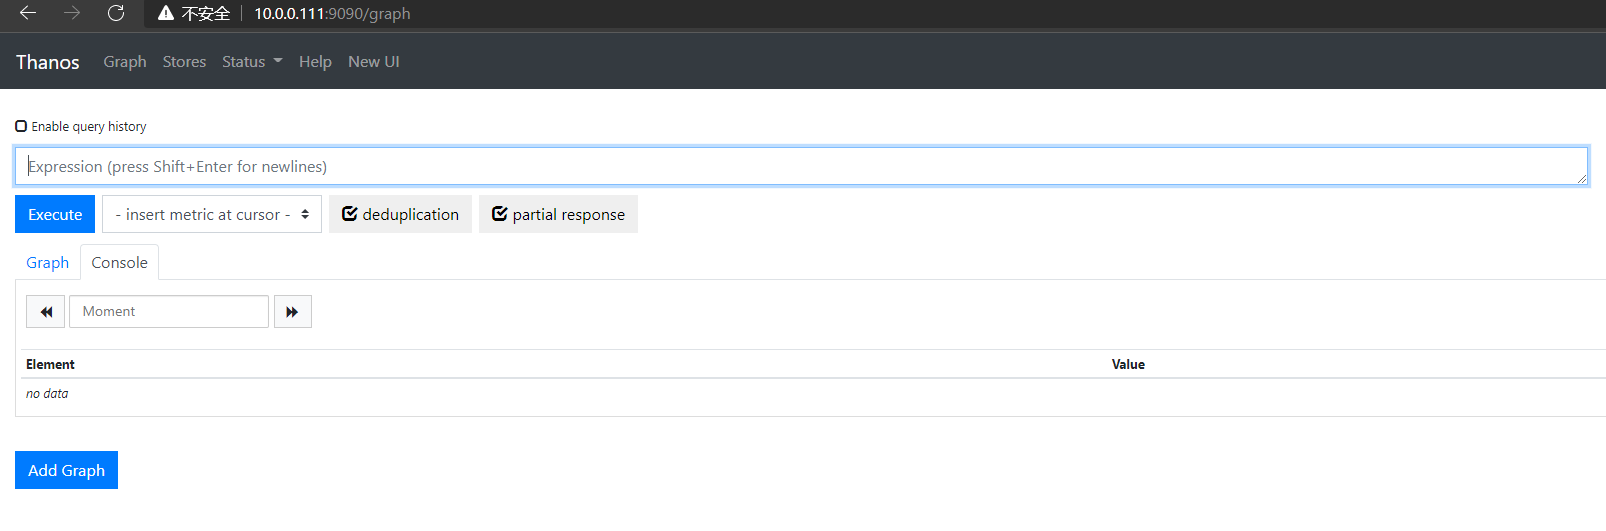 不安全 10.0.0.111:9090/graph
Thanos Graph Stores Status Help New UI
Enable query history
Expression (press Shift+Enter for newlines)
Execute - insert metric at cursor - deduplication partial response
Graph Console
Moment
Element Value
no data
Add Graph